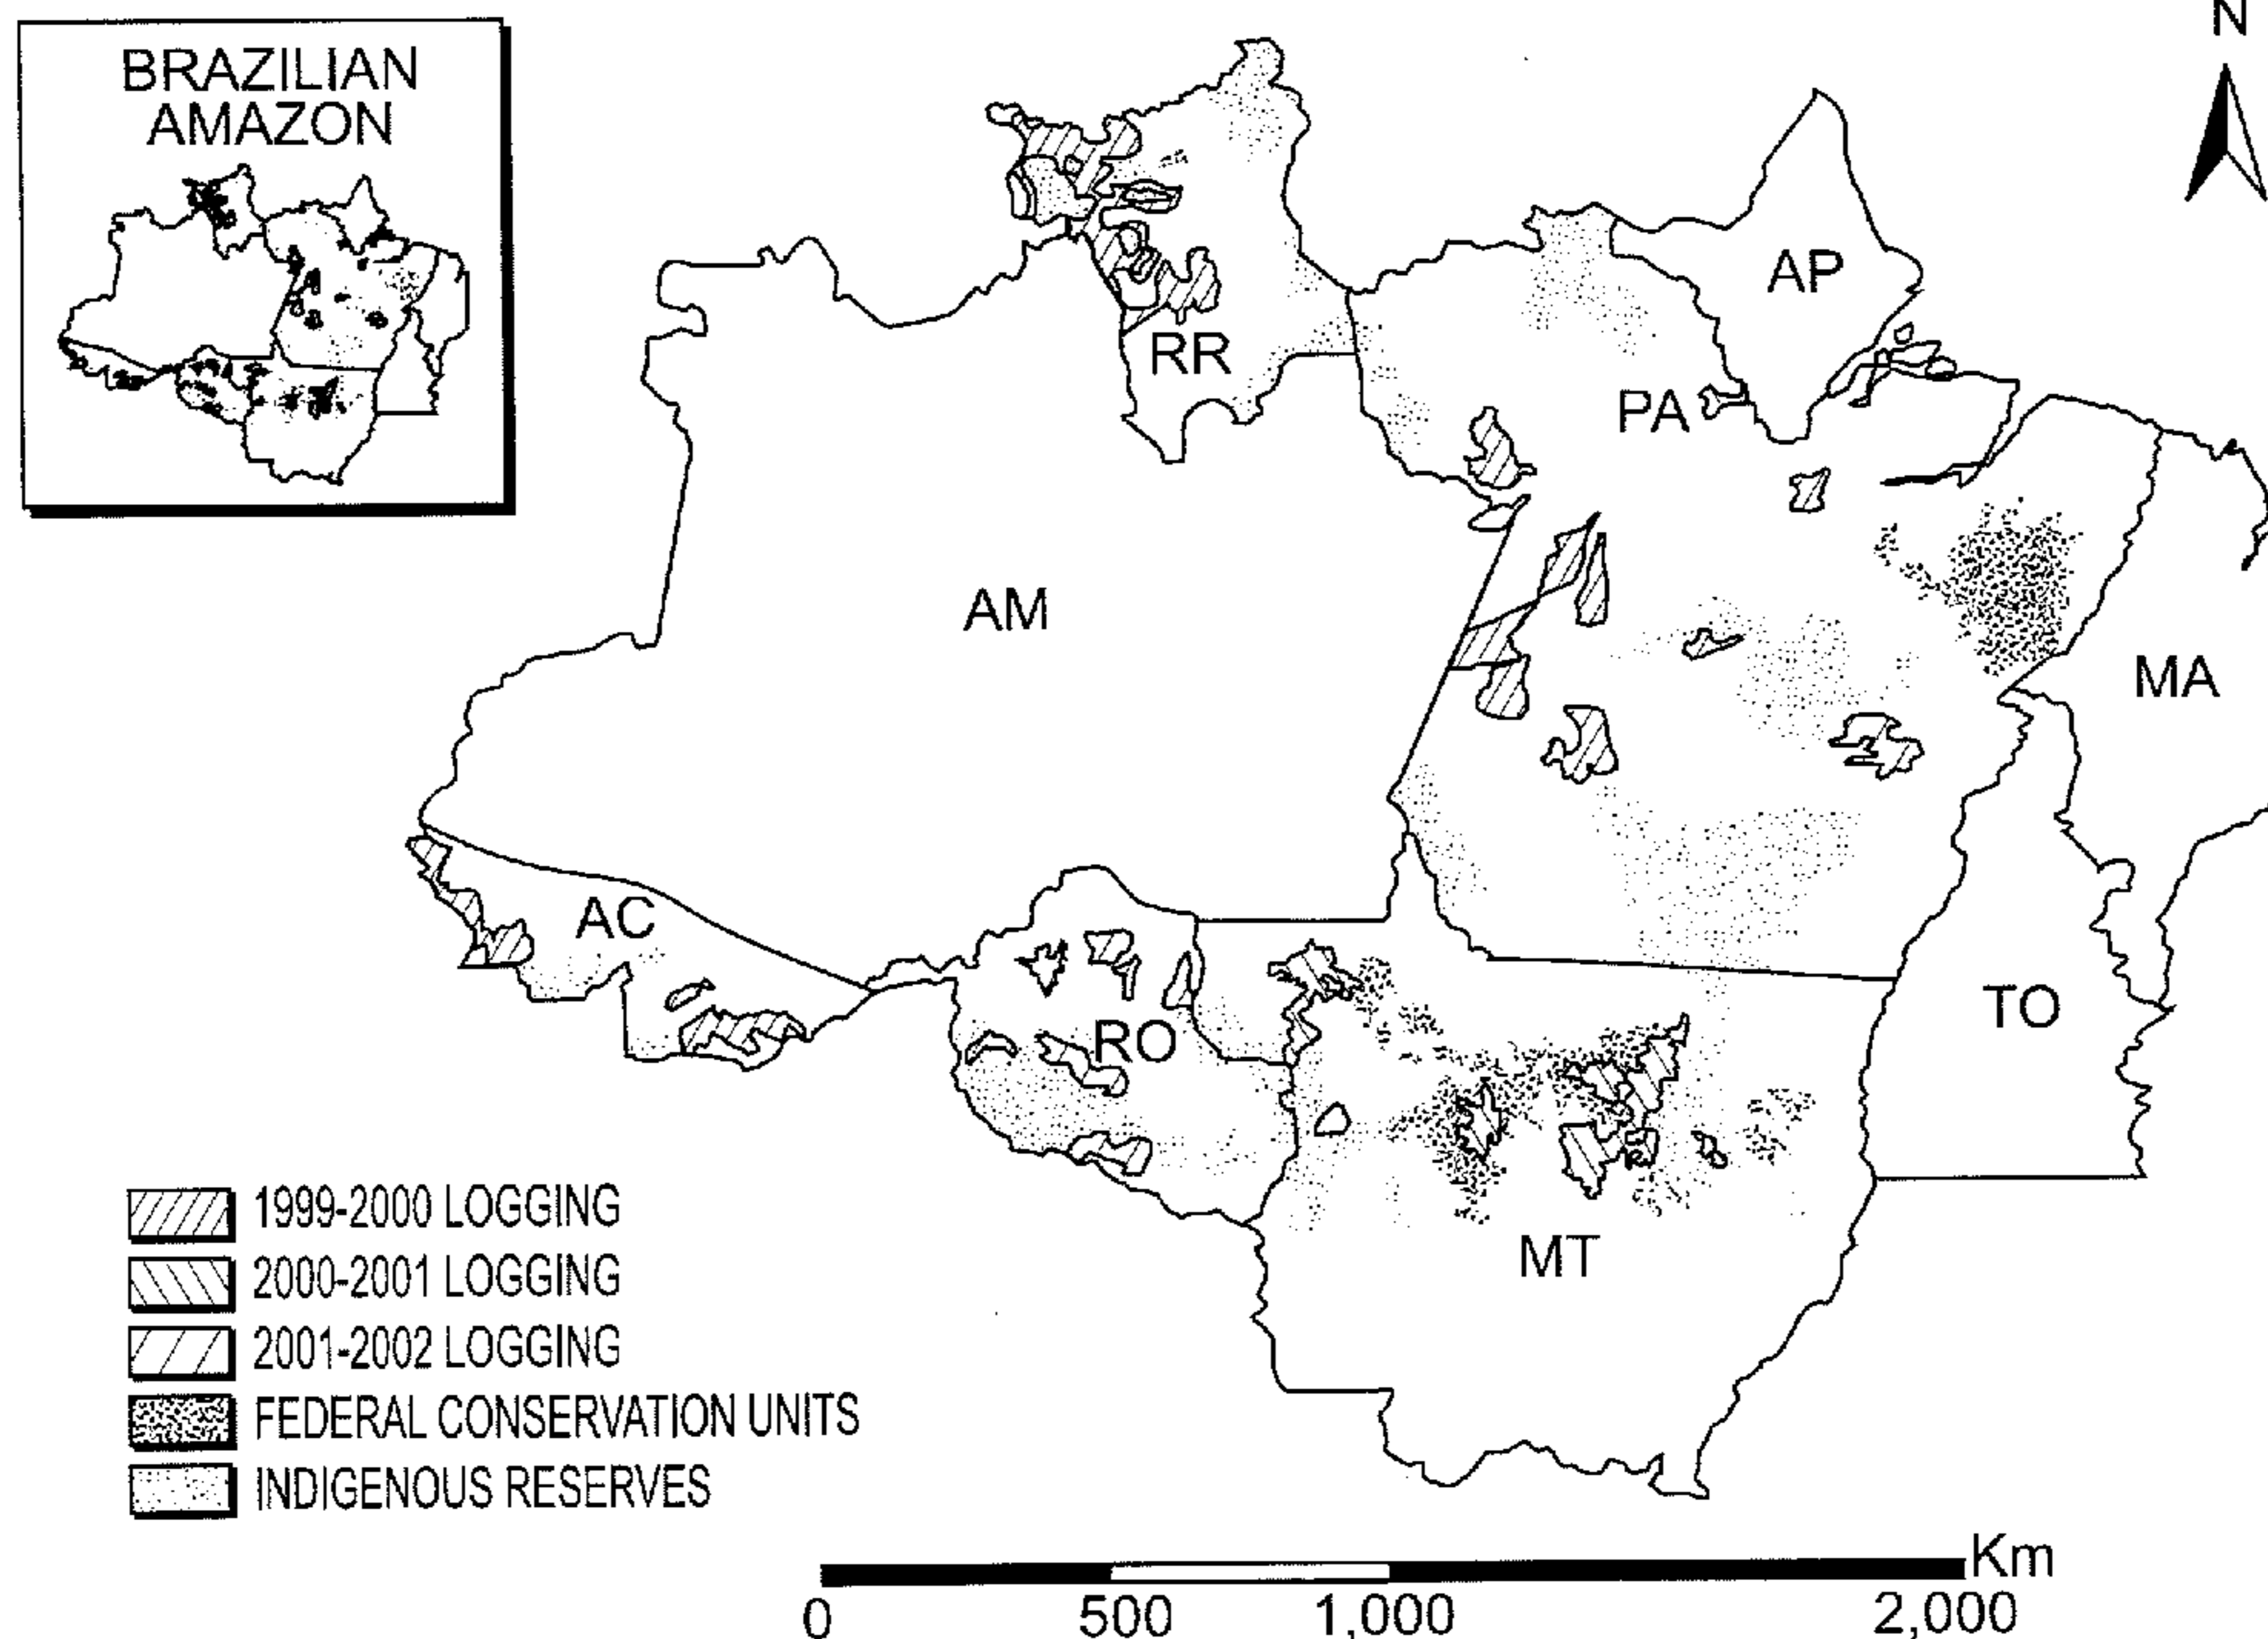 BRAZILIAN
AMAZON
N
AP
RR
PA
AM
MA
AC
TO
RO
MT
1999-2000 LOGGING
2000-2001 LOGGING
2001-2002 LOGGING
FEDERAL CONSERVATION UNITS
INDIGENOUS RESERVES
Km
0 500 1,000 2,000